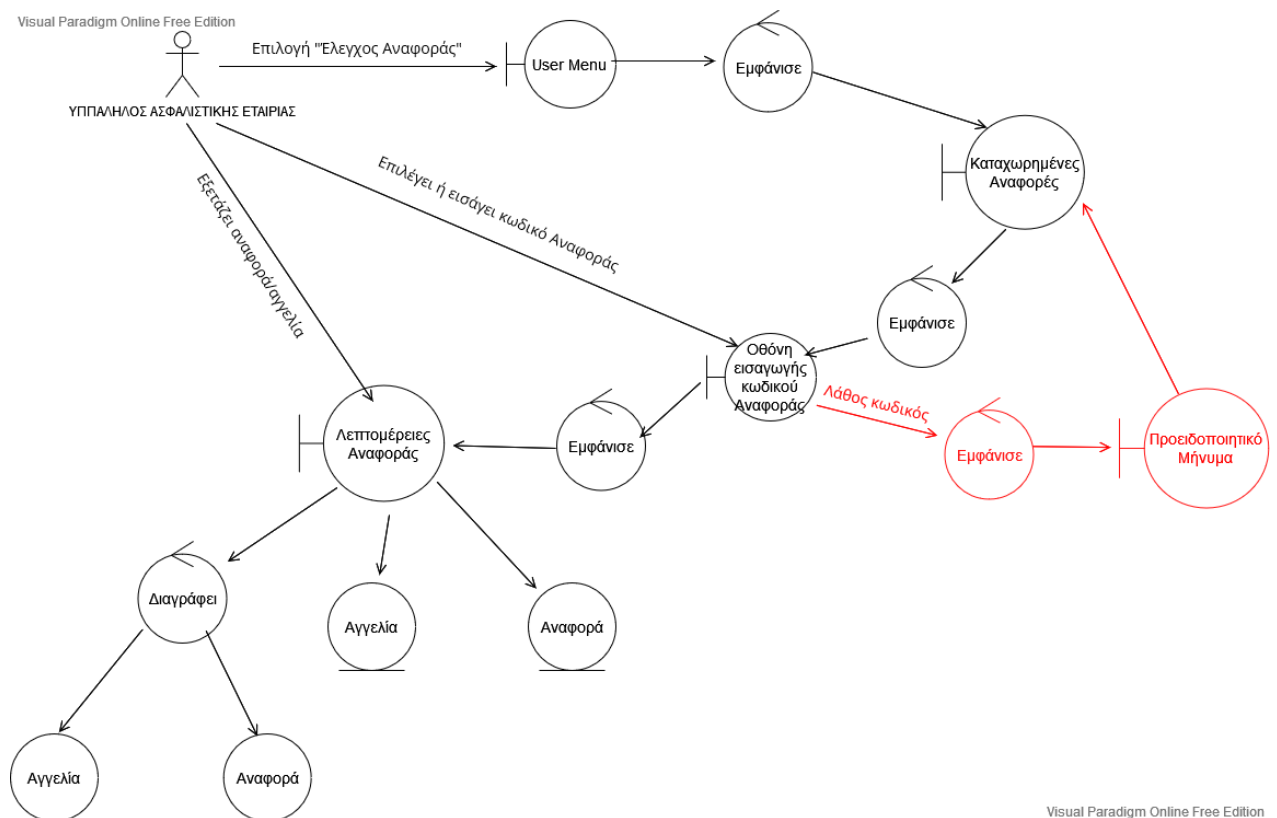 Visual Paradigm Online Free Edition
Επιλογή "Έλεγχος Αναφοράς"
User Menu
Εμφάνισε
ΥΠΠΑΛΗΛΟΣ ΑΣΦΑΛΙΣΤΙΚΗΣ ΕΤΑΙΡΙΑΣ
Καταχωρημένες
Αναφορές
Επιλέγει ή εισάγει κωδικό Αναφοράς
Εξετάζει αναφορά/αγγελία
Εμφάνισε
Οθόνη
εισαγωγής
κωδικού
Αναφοράς
Λάθος κωδικός
Λεπτομέρειες
Αναφοράς
Εμφάνισε
Εμφάνισε
Προειδοποιητικό
Μήνυμα
Διαγράφει
Αγγελία
Αναφορά
Αγγελία
Αναφορά
Visual Paradigm Online Free Edition